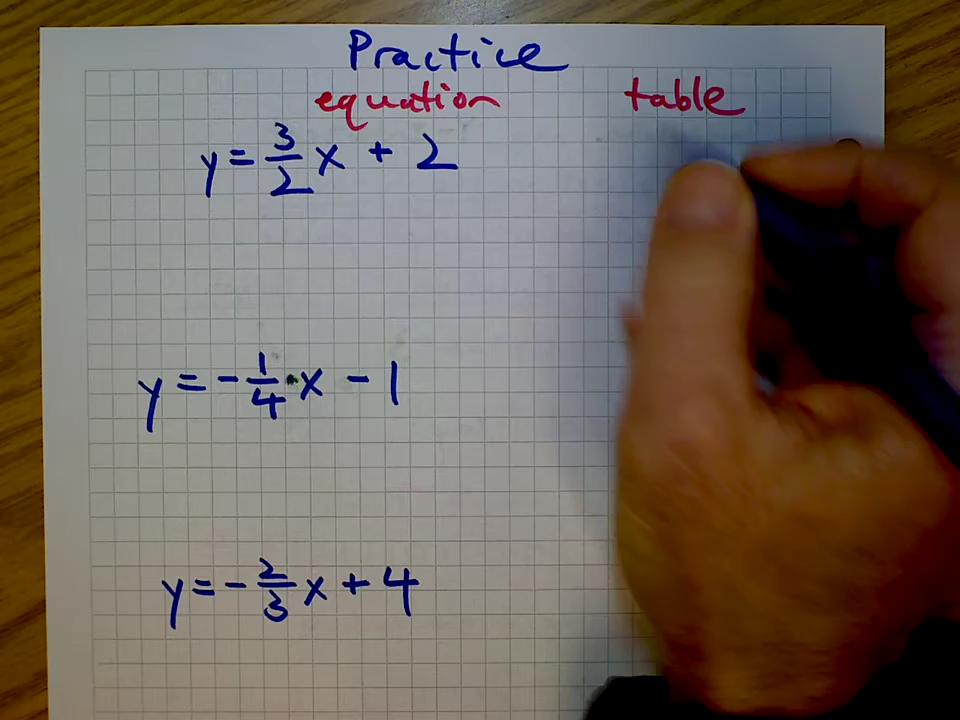 Practice
equation table
y = 3/2 x + 2
y = - 1/4 · x - 1
y = - 2/3 x + 4